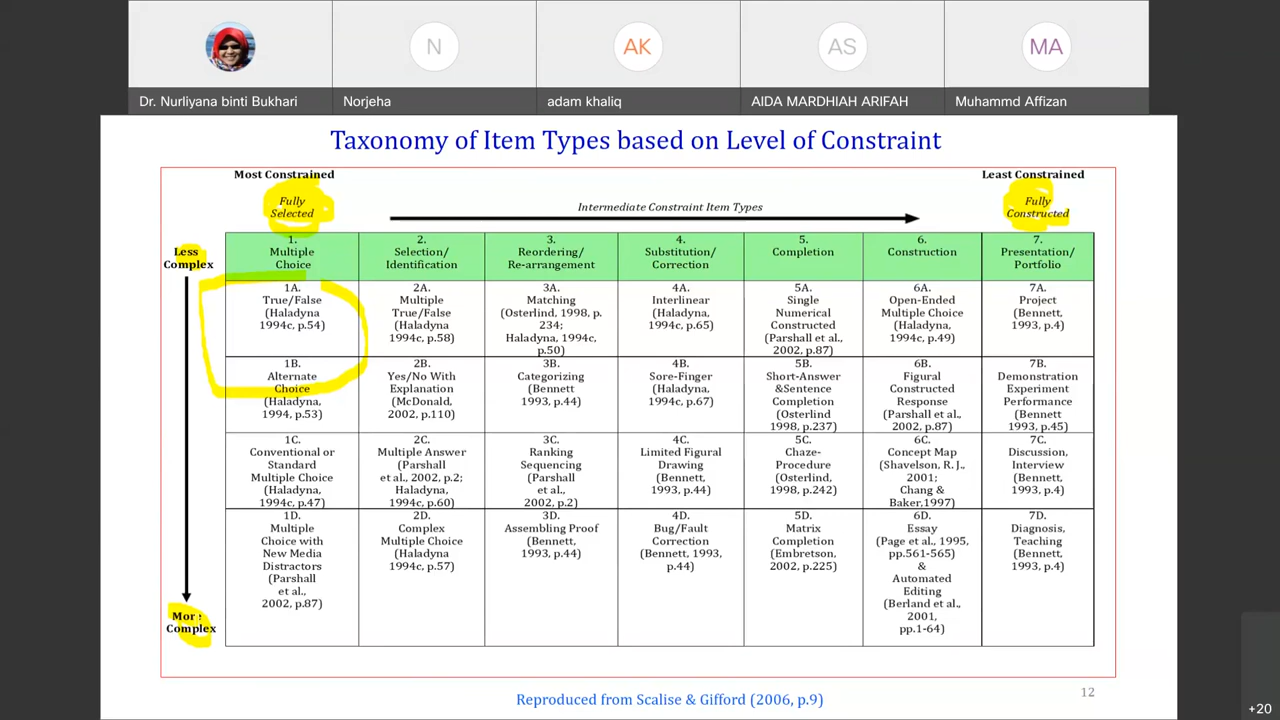 N
AK
AS
MA
Dr. Nurliyana binti Bukhari
Norjeha
adam khaliq
AIDA MARDHIAH ARIFAH
Muhammd Affizan
Taxonomy of Item Types based on Level of Constraint
Most Constrained
Least Constrained
Fully
Selected
Intermediate Constraint Item Types
Fully
Constructed
Less
Complex
1.
Multiple
Choice
2.
Selection/
Identification
3.
Reordering/
Re-arrangement
4.
Substitution/
Correction
5.
Completion
6.
Construction
7.
Presentation/
Portfolio
1A.
True/False
(Haladyna
1994c, p.54)
2A.
Multiple
True/False
(Haladyna
1994c, p.58)
3A.
Matching
(Osterlind, 1998, p.
234;
Haladyna, 1994c,
p.50)
4A.
Interlinear
(Haladyna,
1994c, p.65)
5A.
Single
Numerical
Constructed
(Parshall et al.,
2002, p.87)
6A.
Open-Ended
Multiple Choice
(Haladyna,
1994c, p.49)
7A.
Project
(Bennett,
1993, p.4)
1B.
Alternate
Choice
(Haladyna,
1994, p.53)
2B.
Yes/No With
Explanation
(McDonald,
2002, p.110)
3B.
Categorizing
(Bennett
1993, p.44)
4B.
Sore-Finger
(Haladyna,
1994c, p.67)
5B.
Short-Answer
&Sentence
Completion
(Osterlind
1998, p.237)
6B.
Figural
Constructed
Response
(Parshall et al.,
2002, p.87)
7B.
Demonstration
Experiment
Performance
(Bennett
1993, p.45)
1C.
Conventional or
Standard
Multiple Choice
(Haladyna,
1994c, p.47)
2C.
Multiple Answer
(Parshall
et al., 2002, p.2;
Haladyna,
1994c, p.60)
3C.
Ranking
Sequencing
(Parshall
et al.,
2002, p.2)
4C.
Limited Figural
Drawing
(Bennett,
1993, p.44)
5C.
Chaze-
Procedure
(Osterlind,
1998, p.242)
6C.
Concept Map
(Shavelson, R. J.,
2001;
Chang &
Baker,1997)
7C.
Discussion,
Interview
(Bennett,
1993, p.4)
1D.
Multiple
Choice with
New Media
Distractors
(Parshall
et al.,
2002, p.87)
2D.
Complex
Multiple Choice
(Haladyna
1994c, p.57)
3D.
Assembling Proof
(Bennett,
1993, p.44)
4D.
Bug/Fault
Correction
(Bennett, 1993,
p.44)
5D.
Matrix
Completion
(Embretson,
2002, p.225)
6D.
Essay
(Page et al., 1995,
pp.561-565)
&
Automated
Editing
(Berland et al.,
2001,
pp.1-64)
7D.
Diagnosis,
Teaching
(Bennett,
1993, p.4)
More
Complex
Reproduced from Scalise & Gifford (2006, p.9)
12
+20